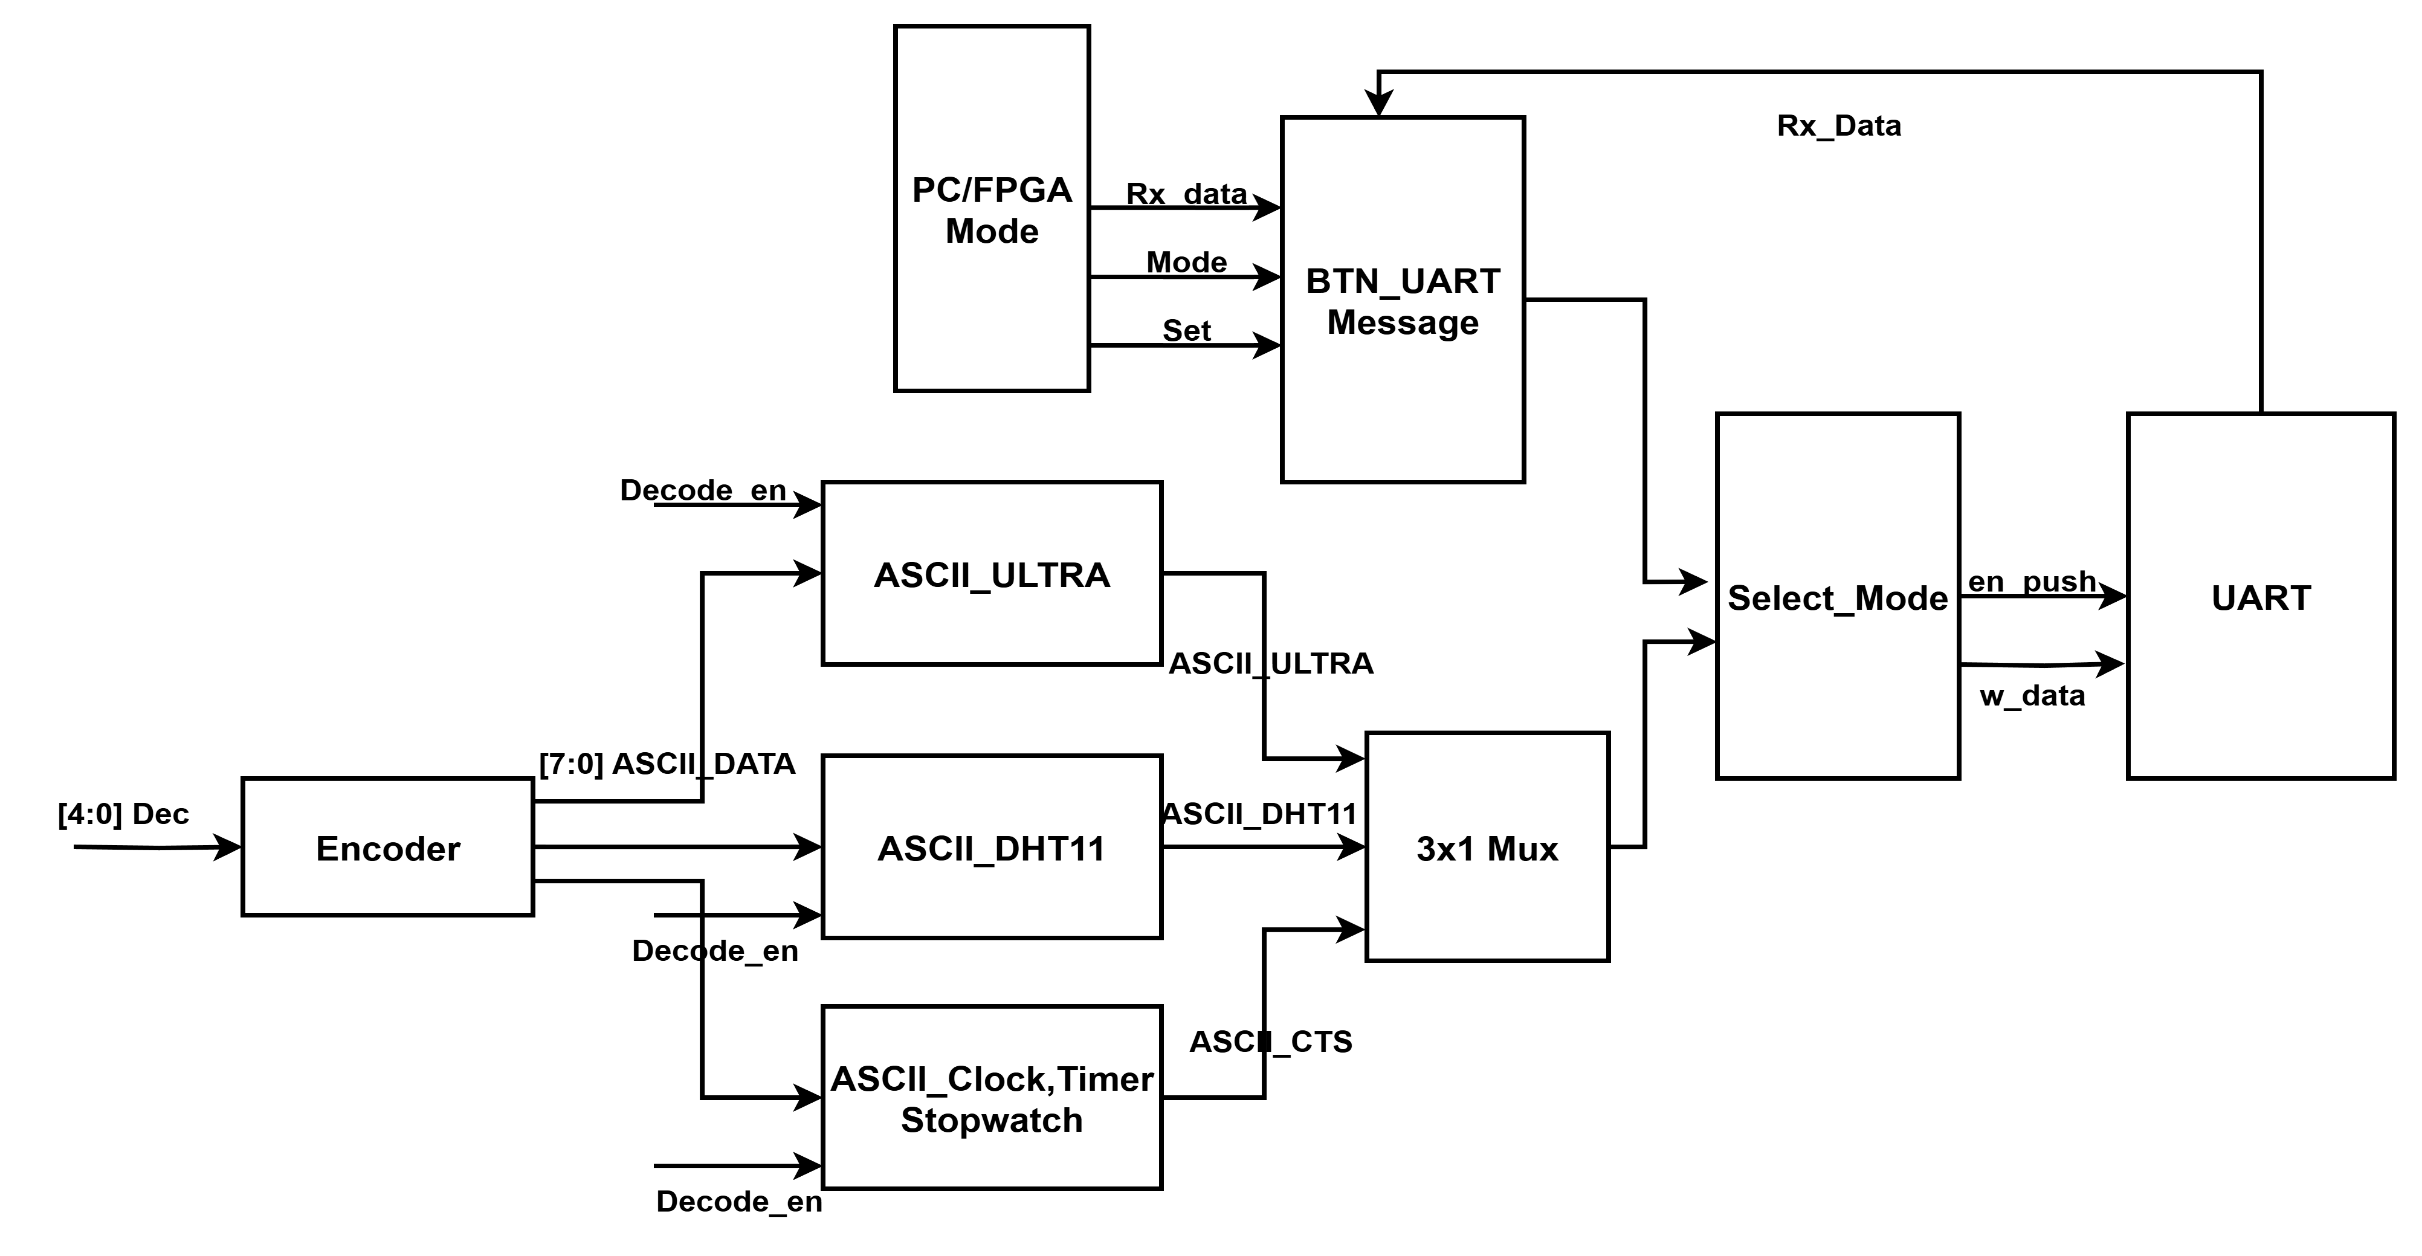 Rx_Data
PC/FPGA
Mode
Rx_data
Mode
Set
BTN_UART
Message
Decode_en
ASCII_ULTRA
ASCII_ULTRA
Select_Mode
en_push
w_data
UART
[4:0] Dec
Encoder
[7:0] ASCII_DATA
ASCII_DHT11
ASCII_DHT11
Decode_en
3x1 Mux
ASCII_Clock,Timer
Stopwatch
ASCII_CTS
Decode_en